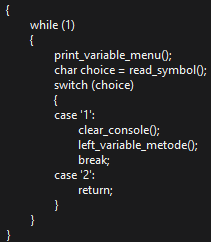 {
while (1)
{
print_variable_menu();
char choice = read_symbol();
switch (choice)
{
case '1':
clear_console();
left_variable_metode();
break;
case '2':
return;
}
}
}